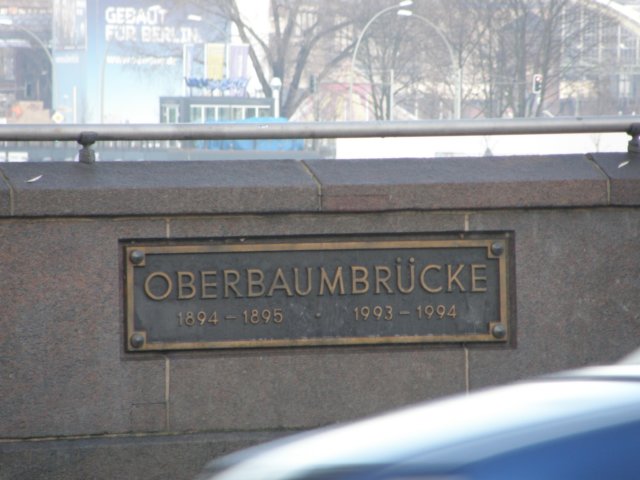 GEBAUT
FÜR BERLIN.
OBERBAUMBRÜCKE
1894 – 1895 · 1993 – 1994